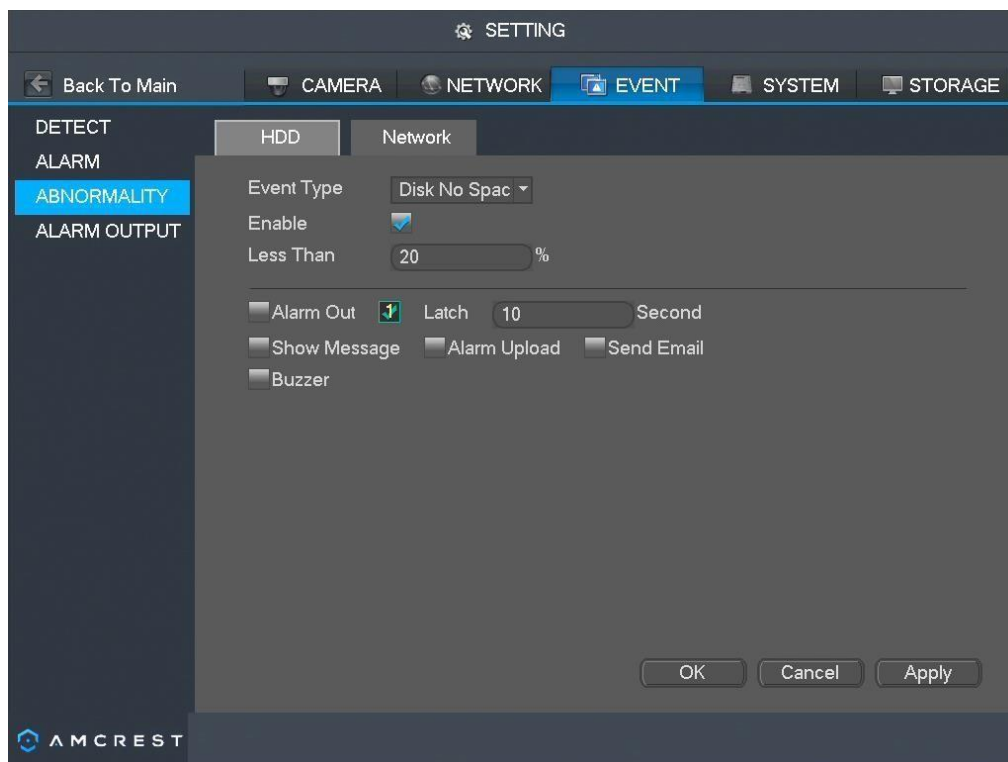 SETTING
Back To Main CAMERA NETWORK EVENT SYSTEM STORAGE
DETECT
ALARM
ABNORMALITY
ALARM OUTPUT
HDD Network
Event Type Disk No Spac
Enable
Less Than 20 %
Alarm Out 1 Latch 10 Second
Show Message Alarm Upload Send Email
Buzzer
OK Cancel Apply
AMCREST